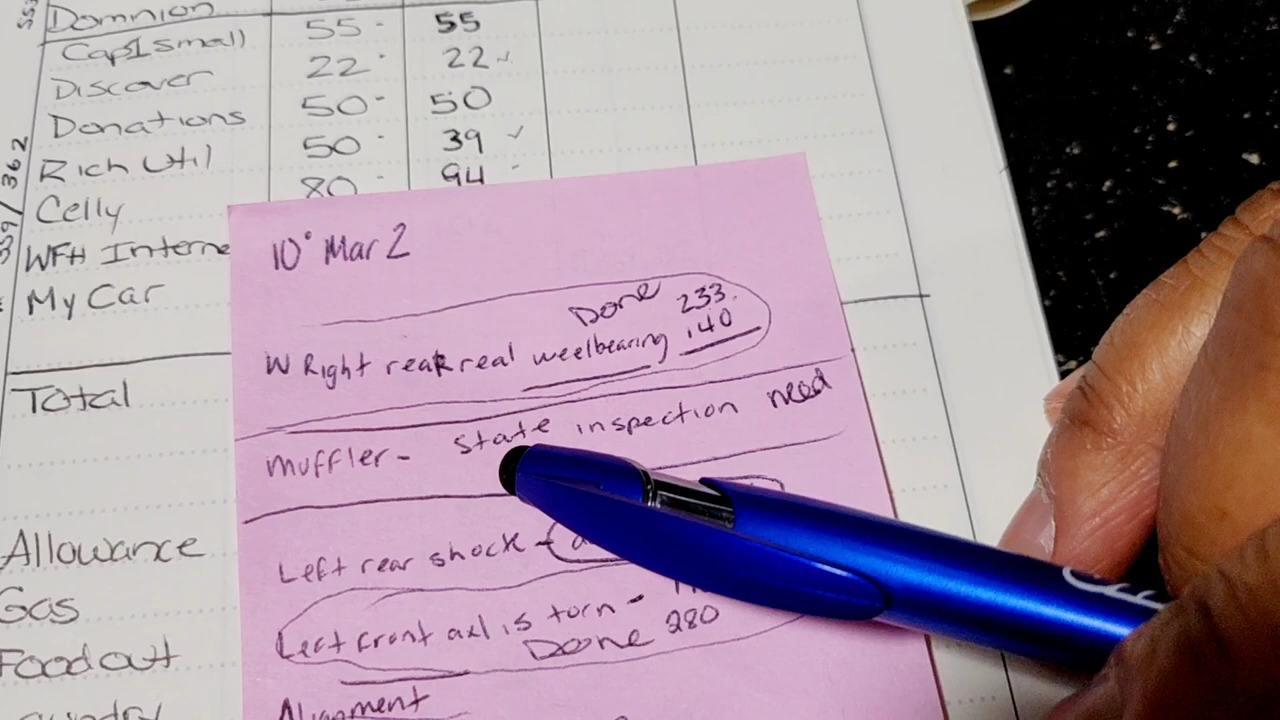 Domnion
Cap1small 55 55
Discover 22 22
Donations 50 50
Rich Util 50 39
Celly 80 94
WFH Interne
My Car
Total
Allowance
Gas
Food out
10° Mar 2
Done 233
W Right rear real weelbearing 140
muffler- state inspection need
Left rear shock -
Left front axl is torn -
Done 280
Alignment